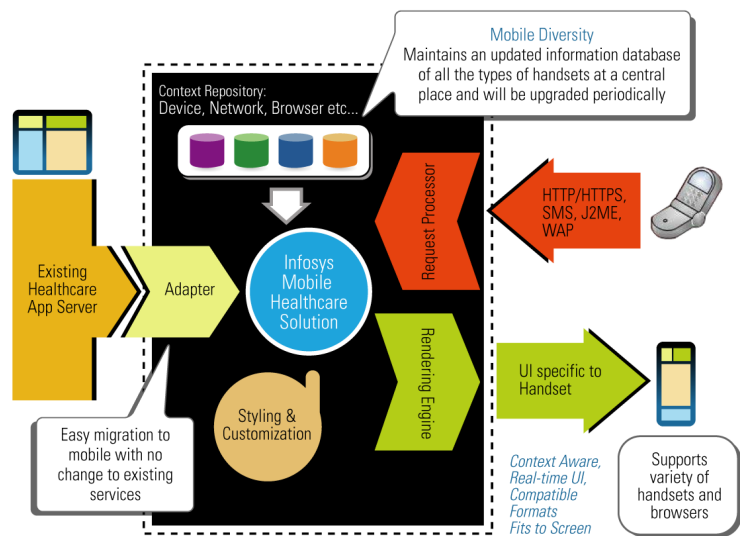 Mobile Diversity
Maintains an updated information database
of all the types of handsets at a central
place and will be upgraded periodically
Context Repository:
Device, Network, Browser etc...
Request Processor
HTTP/HTTPS,
SMS, J2ME,
WAP
Existing
Healthcare
App Server
Adapter
Infosys
Mobile
Healthcare
Solution
Rendering Engine
UI specific to
Handset
Styling &
Customization
Easy migration to
mobile with no
change to existing
services
Context Aware,
Real-time UI,
Compatible
Formats
Fits to Screen
Supports
variety of
handsets and
browsers